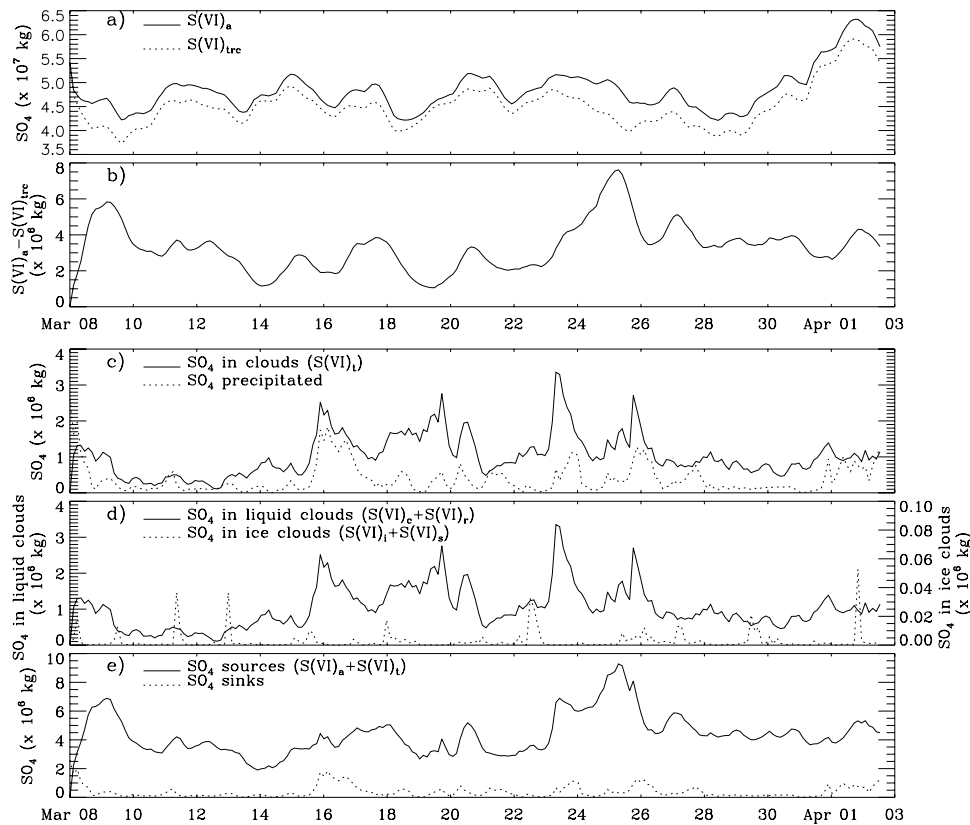 a)
S(VI)a
S(VI)trc
SO4 (x 10^7 kg)
6.5
6.0
5.5
5.0
4.5
4.0
3.5
b)
S(VI)a-S(VI)trc
(x 10^6 kg)
8
6
4
2
0
Mar 08 10 12 14 16 18 20 22 24 26 28 30 Apr 01 03
c)
SO4 in clouds (S(VI)t)
SO4 precipitated
SO4 (x 10^6 kg)
4
3
2
1
0
d)
SO4 in liquid clouds (S(VI)c+S(VI)r)
SO4 in ice clouds (S(VI)i+S(VI)s)
SO4 in liquid clouds
(x 10^6 kg)
4
3
2
1
0
0.10
0.08
0.06
0.04
0.02
0.00
SO4 in ice clouds
(x 10^6 kg)
e)
SO4 sources (S(VI)a+S(VI)t)
SO4 sinks
SO4 (x 10^6 kg)
10
8
6
4
2
0
Mar 08 10 12 14 16 18 20 22 24 26 28 30 Apr 01 03